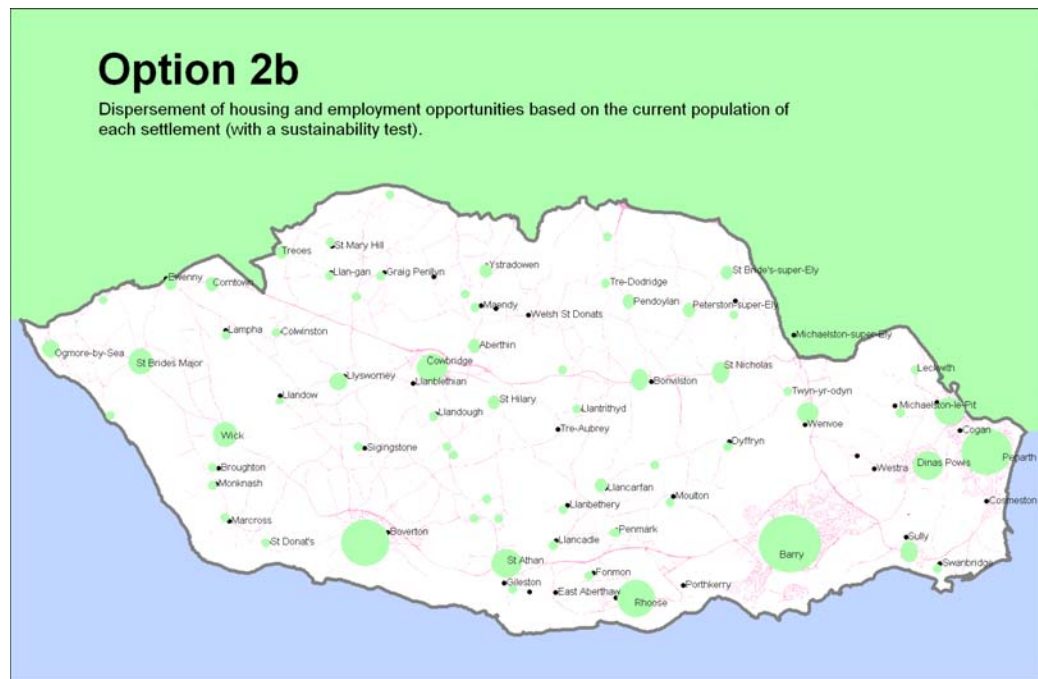 Option 2b
Dispersement of housing and employment opportunities based on the current population of
each settlement (with a sustainability test).
Treoes
St Mary Hill
Llan-gan
Graig Penllyn
Ystradowen
Tre-Dodridge
St Bride's-super-Ely
Ewenny
Corntown
Maendy
Welsh St Donats
Pendoylan
Peterston-super-Ely
Lampha
Colwinston
Michaelston-super-Ely
Ogmore-by-Sea
St Brides Major
Aberthin
Cowbridge
Llysworney
Llanblethian
Bonvilston
St Nicholas
Leckwith
Llandow
Llandough
St Hilary
Llantrithyd
Twyn-yr-odyn
Michaelston-le-Pit
Wick
Tre-Aubrey
Wenvoe
Cogan
Sigingstone
Dyffryn
Penarth
Broughton
Monknash
Dinas Powis
Westra
Llancarfan
Moulton
Cosmeston
Marcross
Llanbethery
St Donat's
Boverton
Penmark
Llancadle
Barry
Sully
St Athan
Fonmon
Swanbridge
Gileston
East Aberthaw
Porthkerry
Rhoose